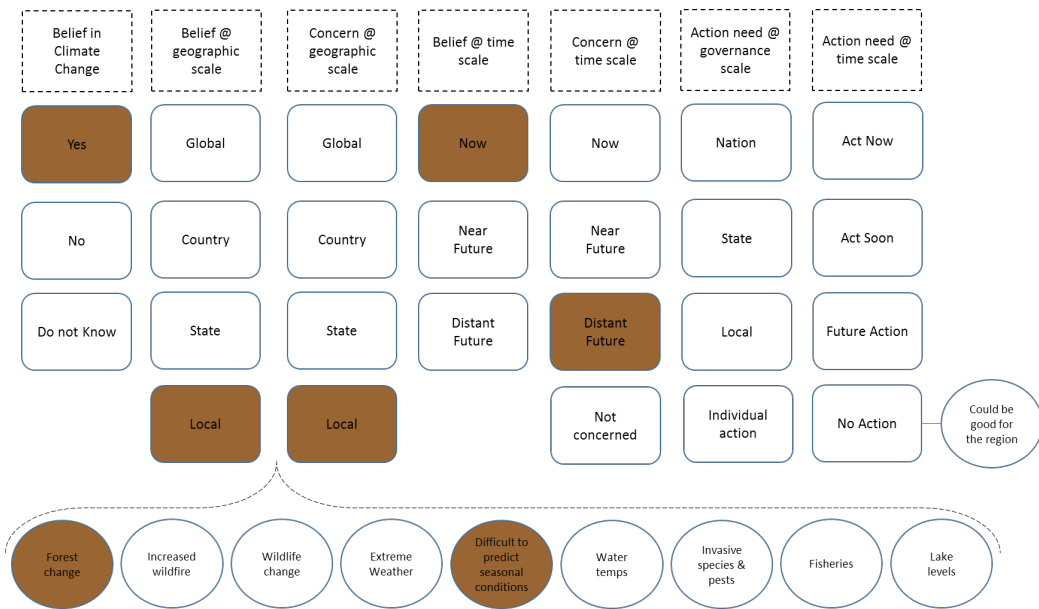 Belief in
Climate
Change
Belief @
geographic
scale
Concern @
geographic
scale
Belief @ time
scale
Concern @
time scale
Action need @
governance
scale
Action need @
time scale
Yes
Global
Global
Now
Now
Nation
Act Now
No
Country
Country
Near
Future
Near
Future
State
Act Soon
Do not Know
State
State
Distant
Future
Distant
Future
Local
Future Action
Local
Local
Not
concerned
Individual
action
No Action
Could be
good for
the region
Forest
change
Increased
wildfire
Wildlife
change
Extreme
Weather
Difficult to
predict
seasonal
conditions
Water
temps
Invasive
species &
pests
Fisheries
Lake
levels